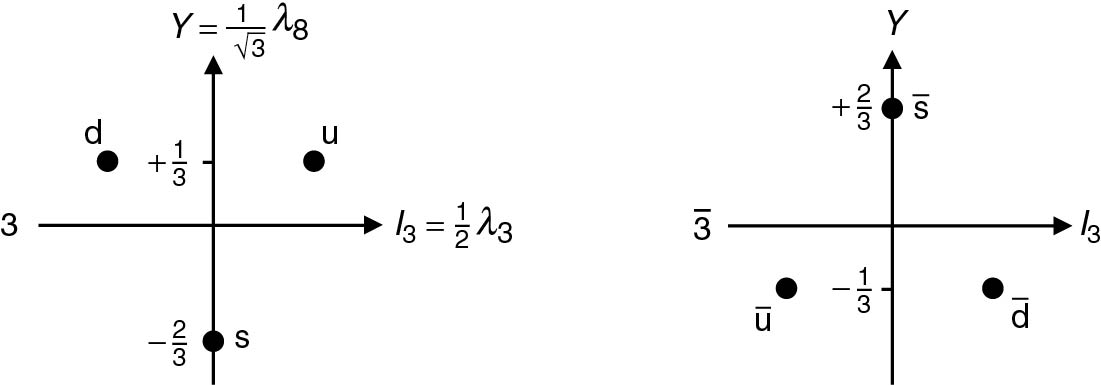 Y = 1/√3 λ8
d
u
+1/3
3
I3 = 1/2 λ3
-2/3
s
Y
+2/3
s̅
3̅
I3
-1/3
u̅
d̅